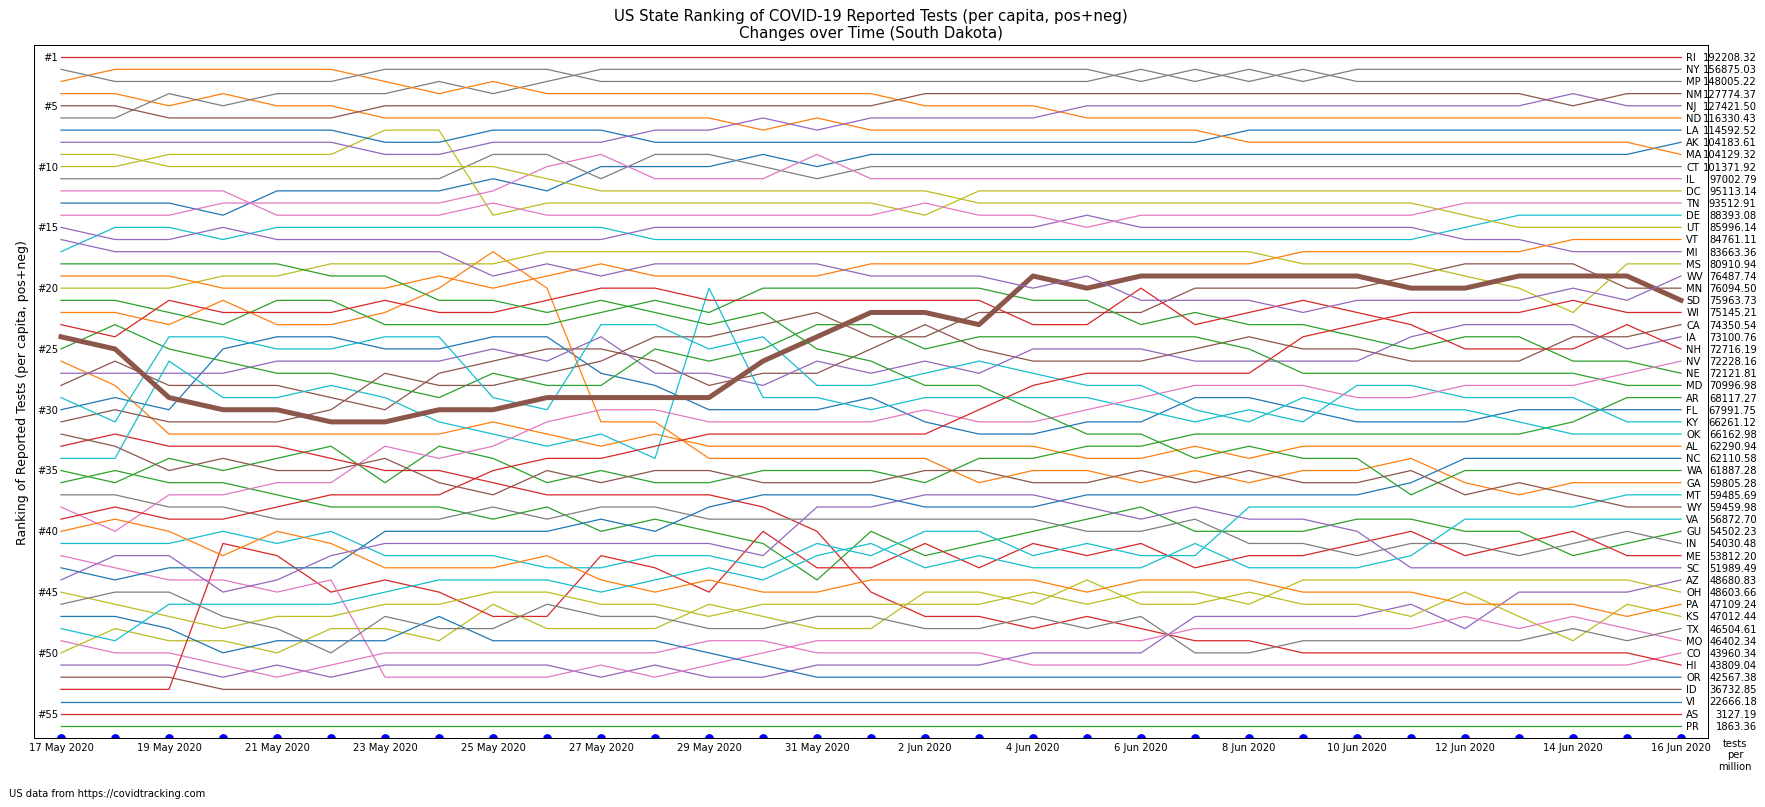 US State Ranking of COVID-19 Reported Tests (per capita, pos+neg)
Changes over Time (South Dakota)
Ranking of Reported Tests (per capita, pos+neg)
#1
#5
#10
#15
#20
#25
#30
#35
#40
#45
#50
#55
RI 192208.32
NY 156875.03
MP 148005.22
NM 127774.37
NJ 127421.50
ND 116330.43
LA 114592.52
AK 104183.61
MA 104129.32
CT 101371.92
IL 97002.79
DC 95113.14
TN 93512.91
DE 88393.08
UT 85996.14
VT 84761.11
MI 83663.36
MS 80910.94
WV 76487.74
MN 76094.50
SD 75963.73
WI 75145.21
CA 74350.54
IA 73100.76
NH 72716.19
NV 72228.16
NE 72121.81
MD 70996.98
AR 68117.27
FL 67991.75
KY 66261.12
OK 66162.98
AL 62290.94
NC 62110.58
WA 61887.28
GA 59805.28
MT 59485.69
WY 59459.98
VA 56872.70
GU 54502.23
IN 54030.48
ME 53812.20
SC 51989.49
AZ 48680.83
OH 48603.66
PA 47109.24
KS 47012.44
TX 46504.61
MO 46402.34
CO 43960.34
HI 43809.04
OR 42567.38
ID 36732.85
VI 22666.18
AS 3127.19
PR 1863.36
17 May 2020 19 May 2020 21 May 2020 23 May 2020 25 May 2020 27 May 2020 29 May 2020 31 May 2020 2 Jun 2020 4 Jun 2020 6 Jun 2020 8 Jun 2020 10 Jun 2020 12 Jun 2020 14 Jun 2020 16 Jun 2020
tests
per
million
US data from https://covidtracking.com